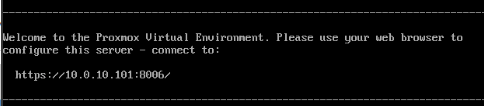 Welcome to the Proxmox Virtual Environment. Please use your web browser to
configure this server - connect to:
https://10.0.10.101:8006/